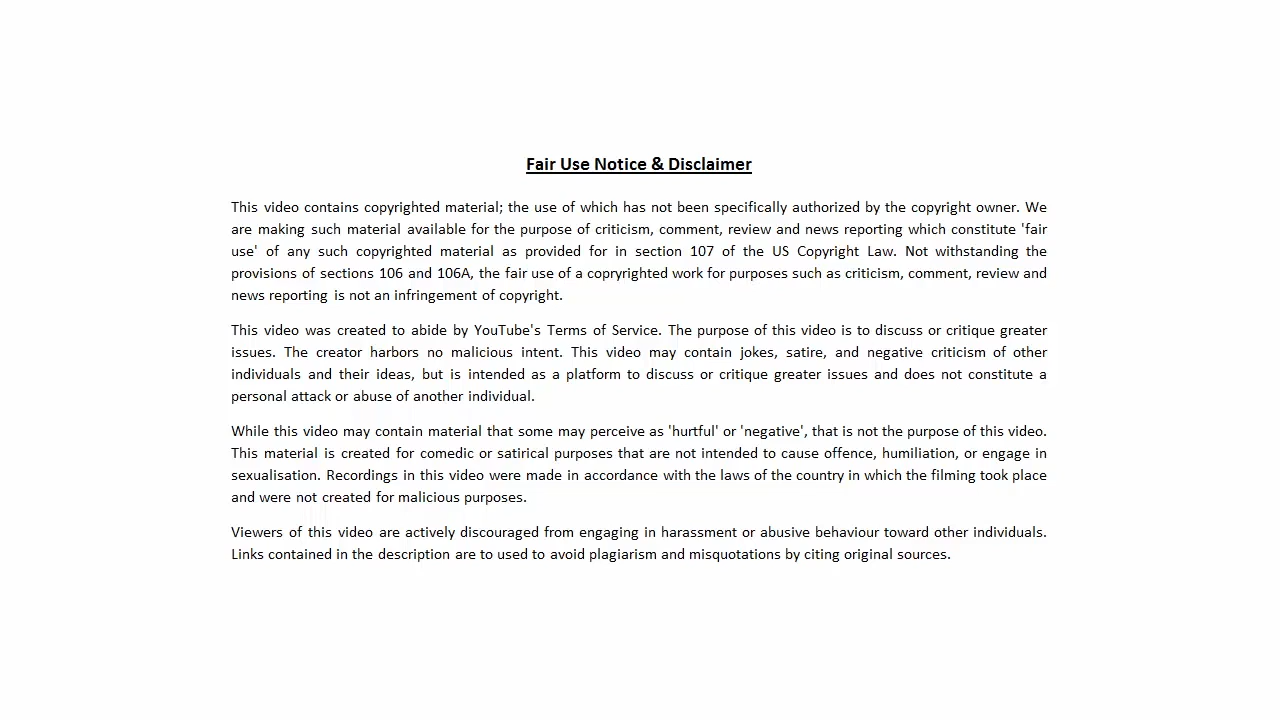 Fair Use Notice & Disclaimer
This video contains copyrighted material; the use of which has not been specifically authorized by the copyright owner. We
are making such material available for the purpose of criticism, comment, review and news reporting which constitute 'fair
use' of any such copyrighted material as provided for in section 107 of the US Copyright Law. Not withstanding the
provisions of sections 106 and 106A, the fair use of a copryrighted work for purposes such as criticism, comment, review and
news reporting is not an infringement of copyright.
This video was created to abide by YouTube's Terms of Service. The purpose of this video is to discuss or critique greater
issues. The creator harbors no malicious intent. This video may contain jokes, satire, and negative criticism of other
individuals and their ideas, but is intended as a platform to discuss or critique greater issues and does not constitute a
personal attack or abuse of another individual.
While this video may contain material that some may perceive as 'hurtful' or 'negative', that is not the purpose of this video.
This material is created for comedic or satirical purposes that are not intended to cause offence, humiliation, or engage in
sexualisation. Recordings in this video were made in accordance with the laws of the country in which the filming took place
and were not created for malicious purposes.
Viewers of this video are actively discouraged from engaging in harassment or abusive behaviour toward other individuals.
Links contained in the description are to used to avoid plagiarism and misquotations by citing original sources.